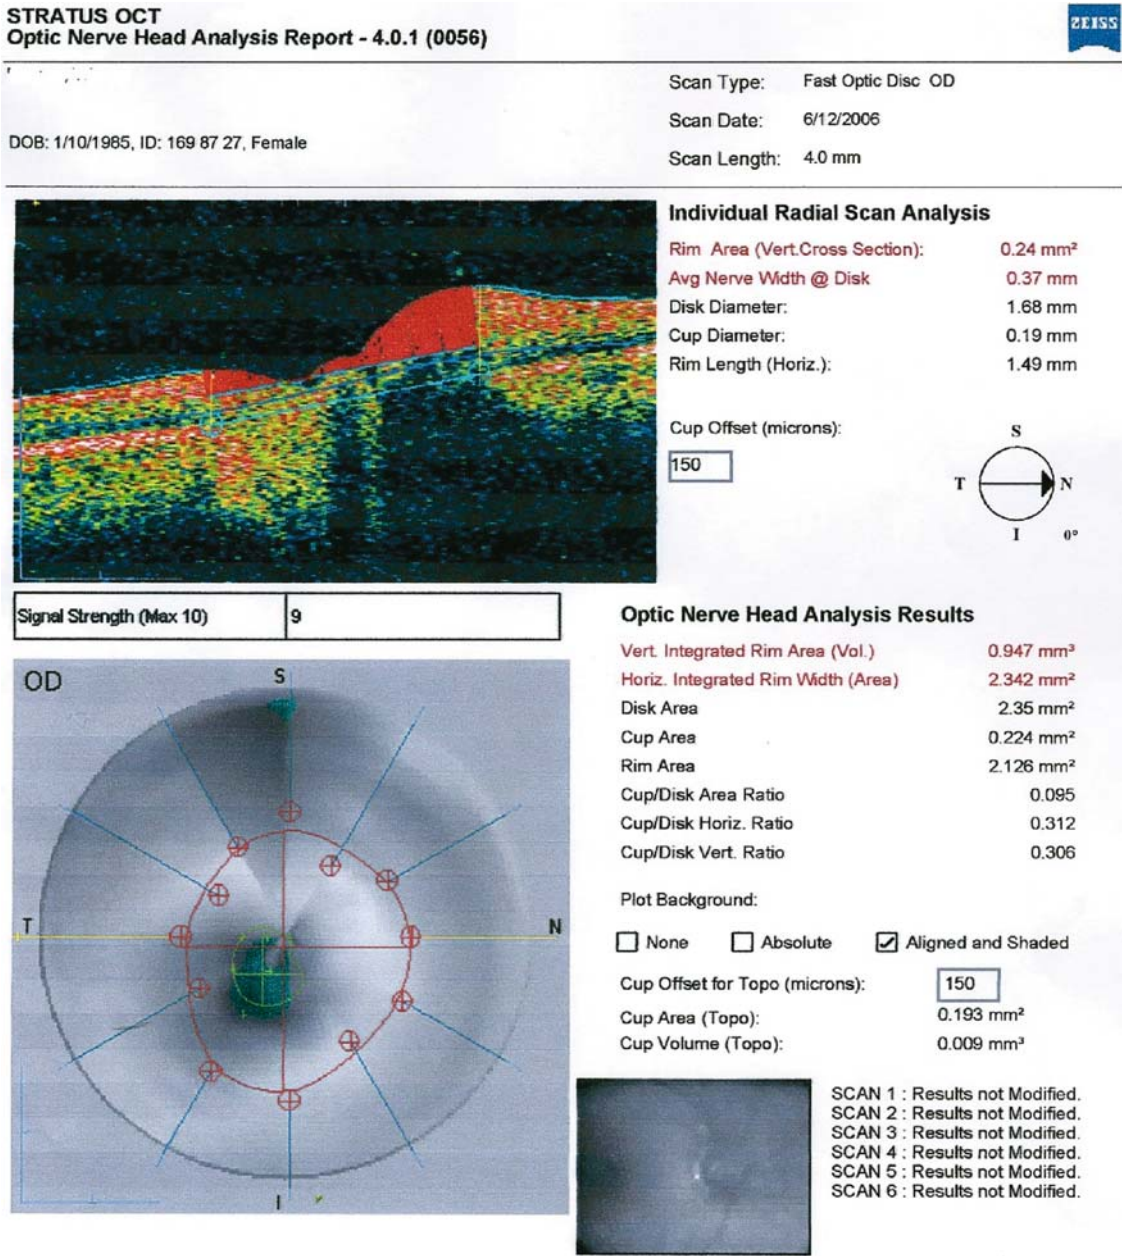 STRATUS OCT
Optic Nerve Head Analysis Report - 4.0.1 (0056)
ZEISS
Scan Type: Fast Optic Disc OD
Scan Date: 6/12/2006
DOB: 1/10/1985, ID: 169 87 27, Female
Scan Length: 4.0 mm
Individual Radial Scan Analysis
Rim Area (Vert.Cross Section): 0.24 mm²
Avg Nerve Width @ Disk 0.37 mm
Disk Diameter: 1.68 mm
Cup Diameter: 0.19 mm
Rim Length (Horiz.): 1.49 mm
Cup Offset (microns):
150
S
T N
I 0°
Signal Strength (Max 10) 9
Optic Nerve Head Analysis Results
Vert. Integrated Rim Area (Vol.) 0.947 mm³
Horiz. Integrated Rim Width (Area) 2.342 mm²
Disk Area 2.35 mm²
Cup Area 0.224 mm²
Rim Area 2.126 mm²
Cup/Disk Area Ratio 0.095
Cup/Disk Horiz. Ratio 0.312
Cup/Disk Vert. Ratio 0.306
Plot Background:
None Absolute Aligned and Shaded
Cup Offset for Topo (microns): 150
Cup Area (Topo): 0.193 mm²
Cup Volume (Topo): 0.009 mm³
OD
S
T N
I
SCAN 1 : Results not Modified.
SCAN 2 : Results not Modified.
SCAN 3 : Results not Modified.
SCAN 4 : Results not Modified.
SCAN 5 : Results not Modified.
SCAN 6 : Results not Modified.